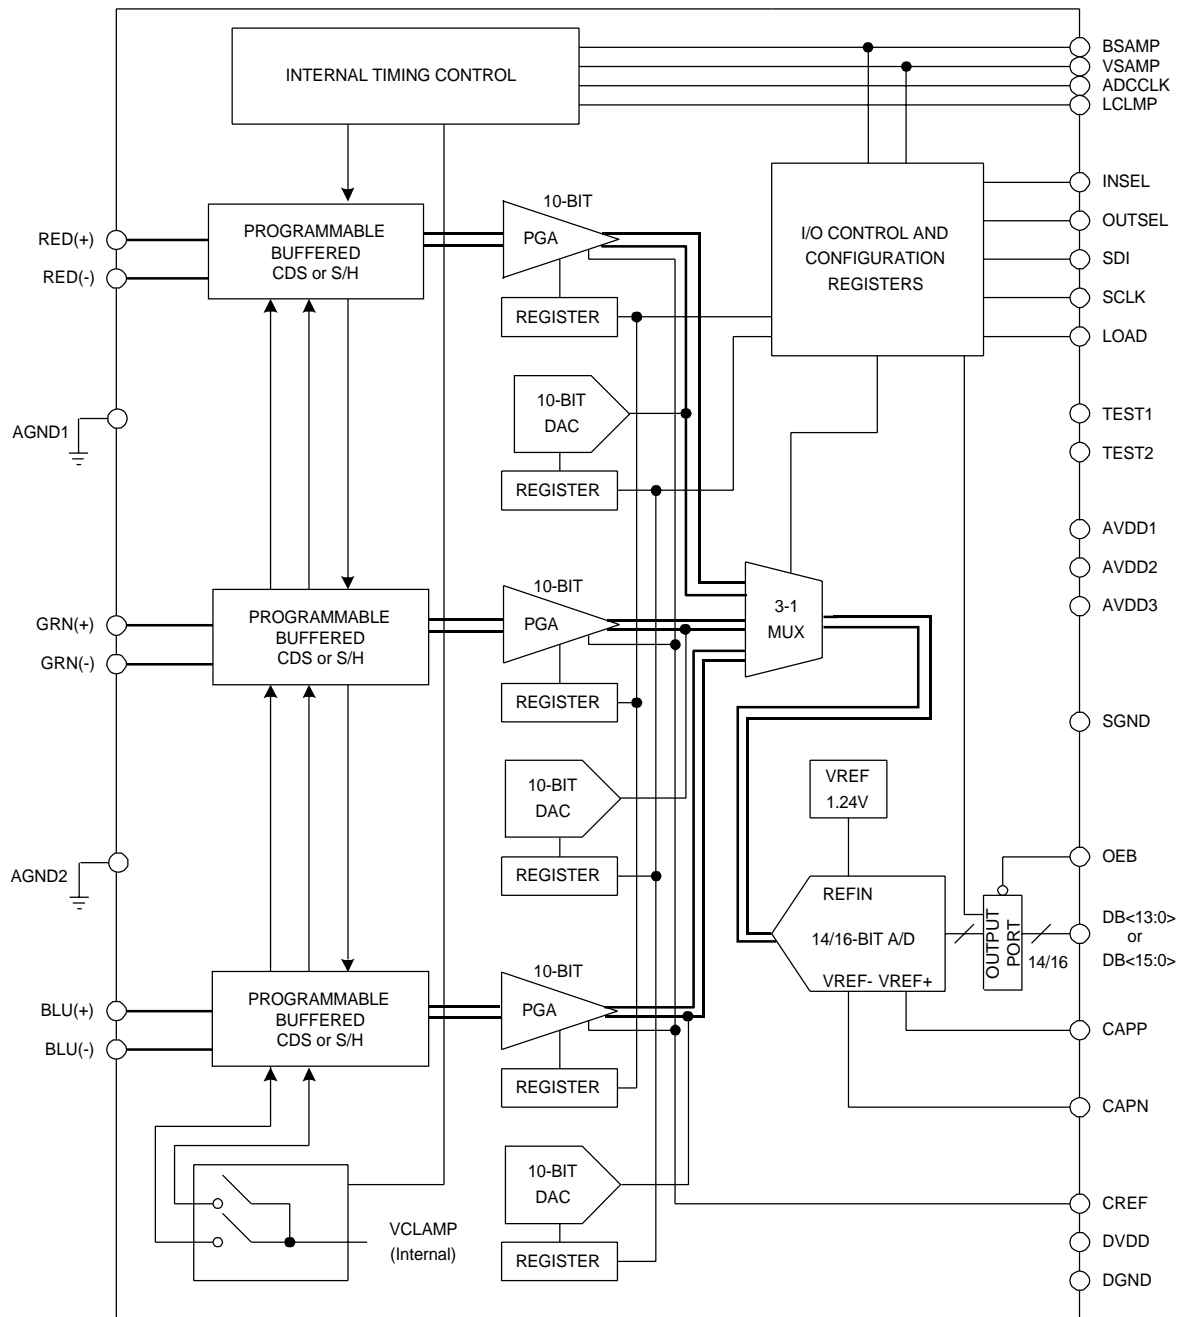 BSAMP
VSAMP
ADCCLK
LCLMP
INTERNAL TIMING CONTROL
INSEL
OUTSEL
SDI
SCLK
LOAD
I/O CONTROL AND
CONFIGURATION
REGISTERS
RED(+)
RED(-)
PROGRAMMABLE
BUFFERED
CDS or S/H
10-BIT
PGA
REGISTER
10-BIT
DAC
REGISTER
AGND1
TEST1
TEST2
AVDD1
AVDD2
AVDD3
GRN(+)
GRN(-)
PROGRAMMABLE
BUFFERED
CDS or S/H
10-BIT
PGA
REGISTER
3-1
MUX
SGND
10-BIT
DAC
REGISTER
VREF
1.24V
AGND2
REFIN
14/16-BIT A/D
VREF- VREF+
OUTPUT
PORT
14/16
OEB
DB<13:0>
or
DB<15:0>
BLU(+)
BLU(-)
PROGRAMMABLE
BUFFERED
CDS or S/H
10-BIT
PGA
REGISTER
CAPP
CAPN
10-BIT
DAC
REGISTER
VCLAMP
(Internal)
CREF
DVDD
DGND